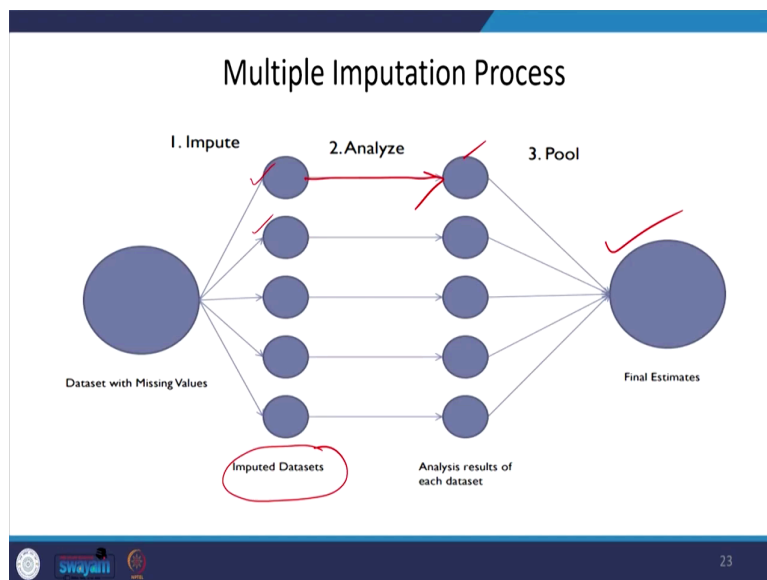 Multiple Imputation Process
1. Impute
2. Analyze
3. Pool
Dataset with Missing Values
Imputed Datasets
Analysis results of
each dataset
Final Estimates
swayam
23